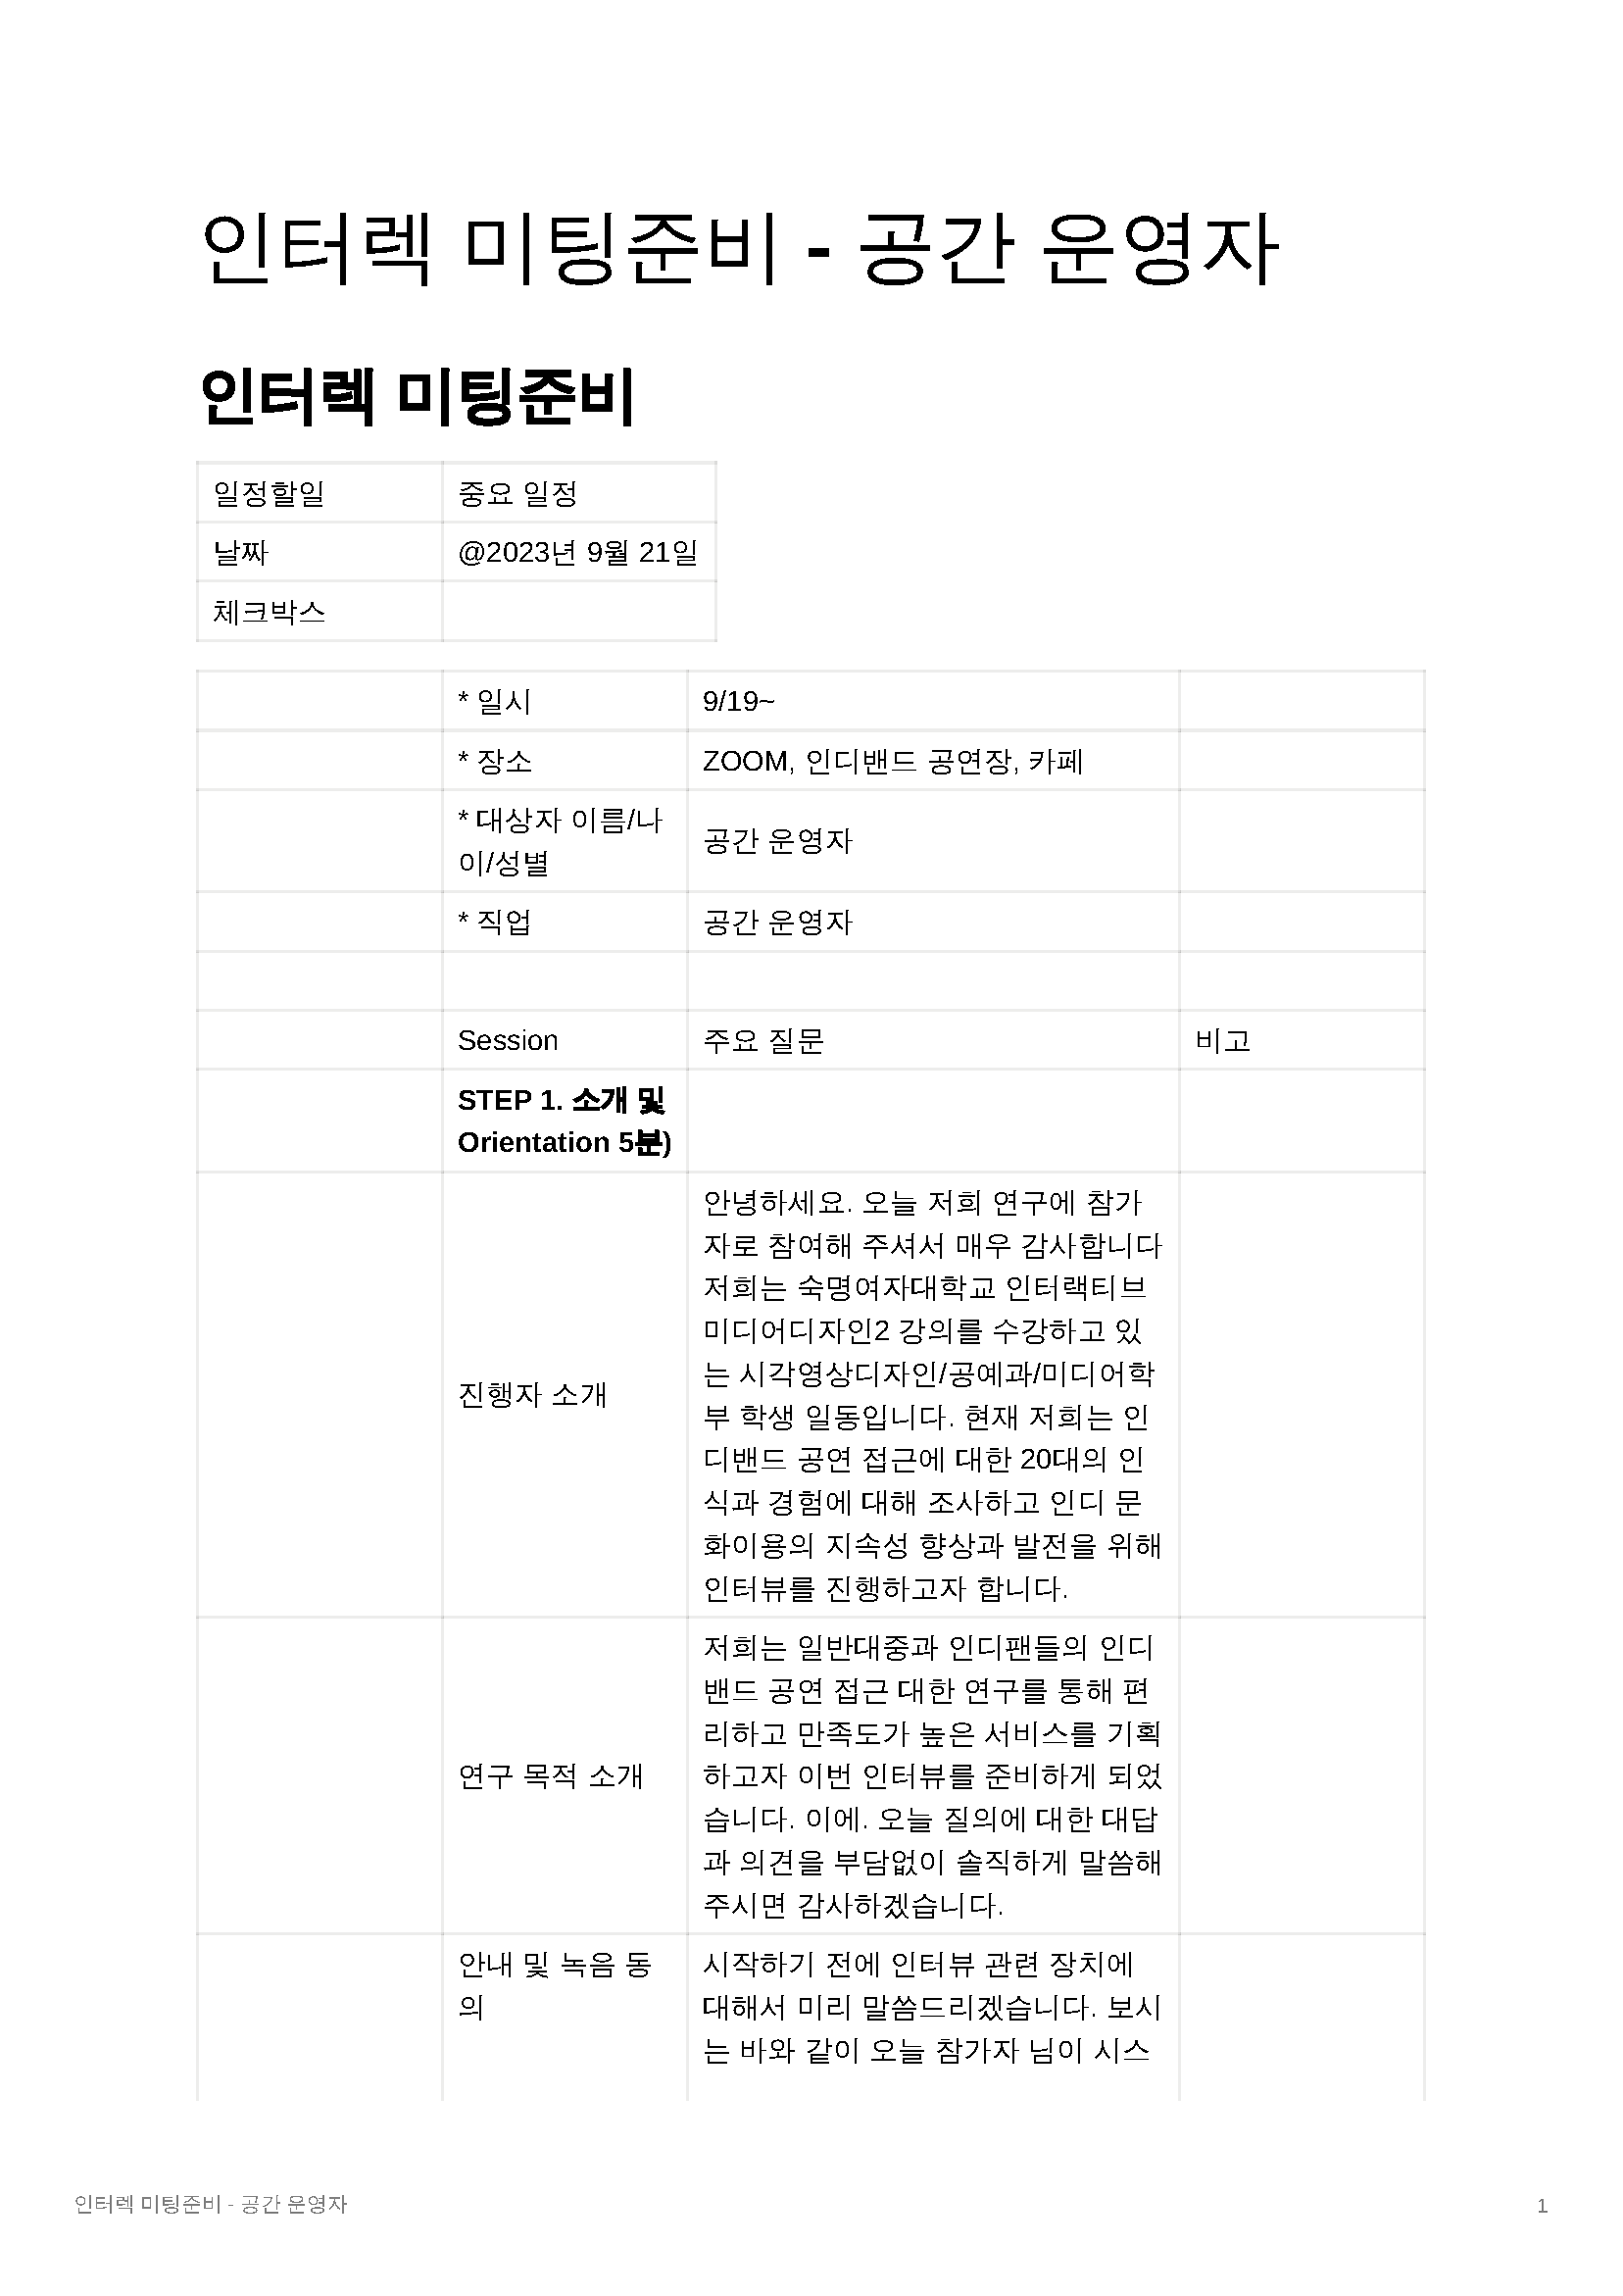 인터렉 미팅준비 - 공간 운영자
인터렉 미팅준비
일정할일 중요 일정
날짜 @2023년 9월 21일
체크박스
* 일시 9/19~
* 장소 ZOOM, 인디밴드 공연장, 카페
* 대상자 이름/나
이/성별
공간 운영자
* 직업 공간 운영자
Session 주요 질문 비고
STEP 1. 소개 및
Orientation 5분)
진행자 소개
안녕하세요. 오늘 저희 연구에 참가
자로 참여해 주셔서 매우 감사합니다
저희는 숙명여자대학교 인터랙티브
미디어디자인2 강의를 수강하고 있
는 시각영상디자인/공예과/미디어학
부 학생 일동입니다. 현재 저희는 인
디밴드 공연 접근에 대한 20대의 인
식과 경험에 대해 조사하고 인디 문
화이용의 지속성 향상과 발전을 위해
인터뷰를 진행하고자 합니다.
연구 목적 소개
저희는 일반대중과 인디팬들의 인디
밴드 공연 접근 대한 연구를 통해 편
리하고 만족도가 높은 서비스를 기획
하고자 이번 인터뷰를 준비하게 되었
습니다. 이에. 오늘 질의에 대한 대답
과 의견을 부담없이 솔직하게 말씀해
주시면 감사하겠습니다.
안내 및 녹음 동
의
시작하기 전에 인터뷰 관련 장치에
대해서 미리 말씀드리겠습니다. 보시
는 바와 같이 오늘 참가자 님이 시스
인터렉 미팅준비 - 공간 운영자 1